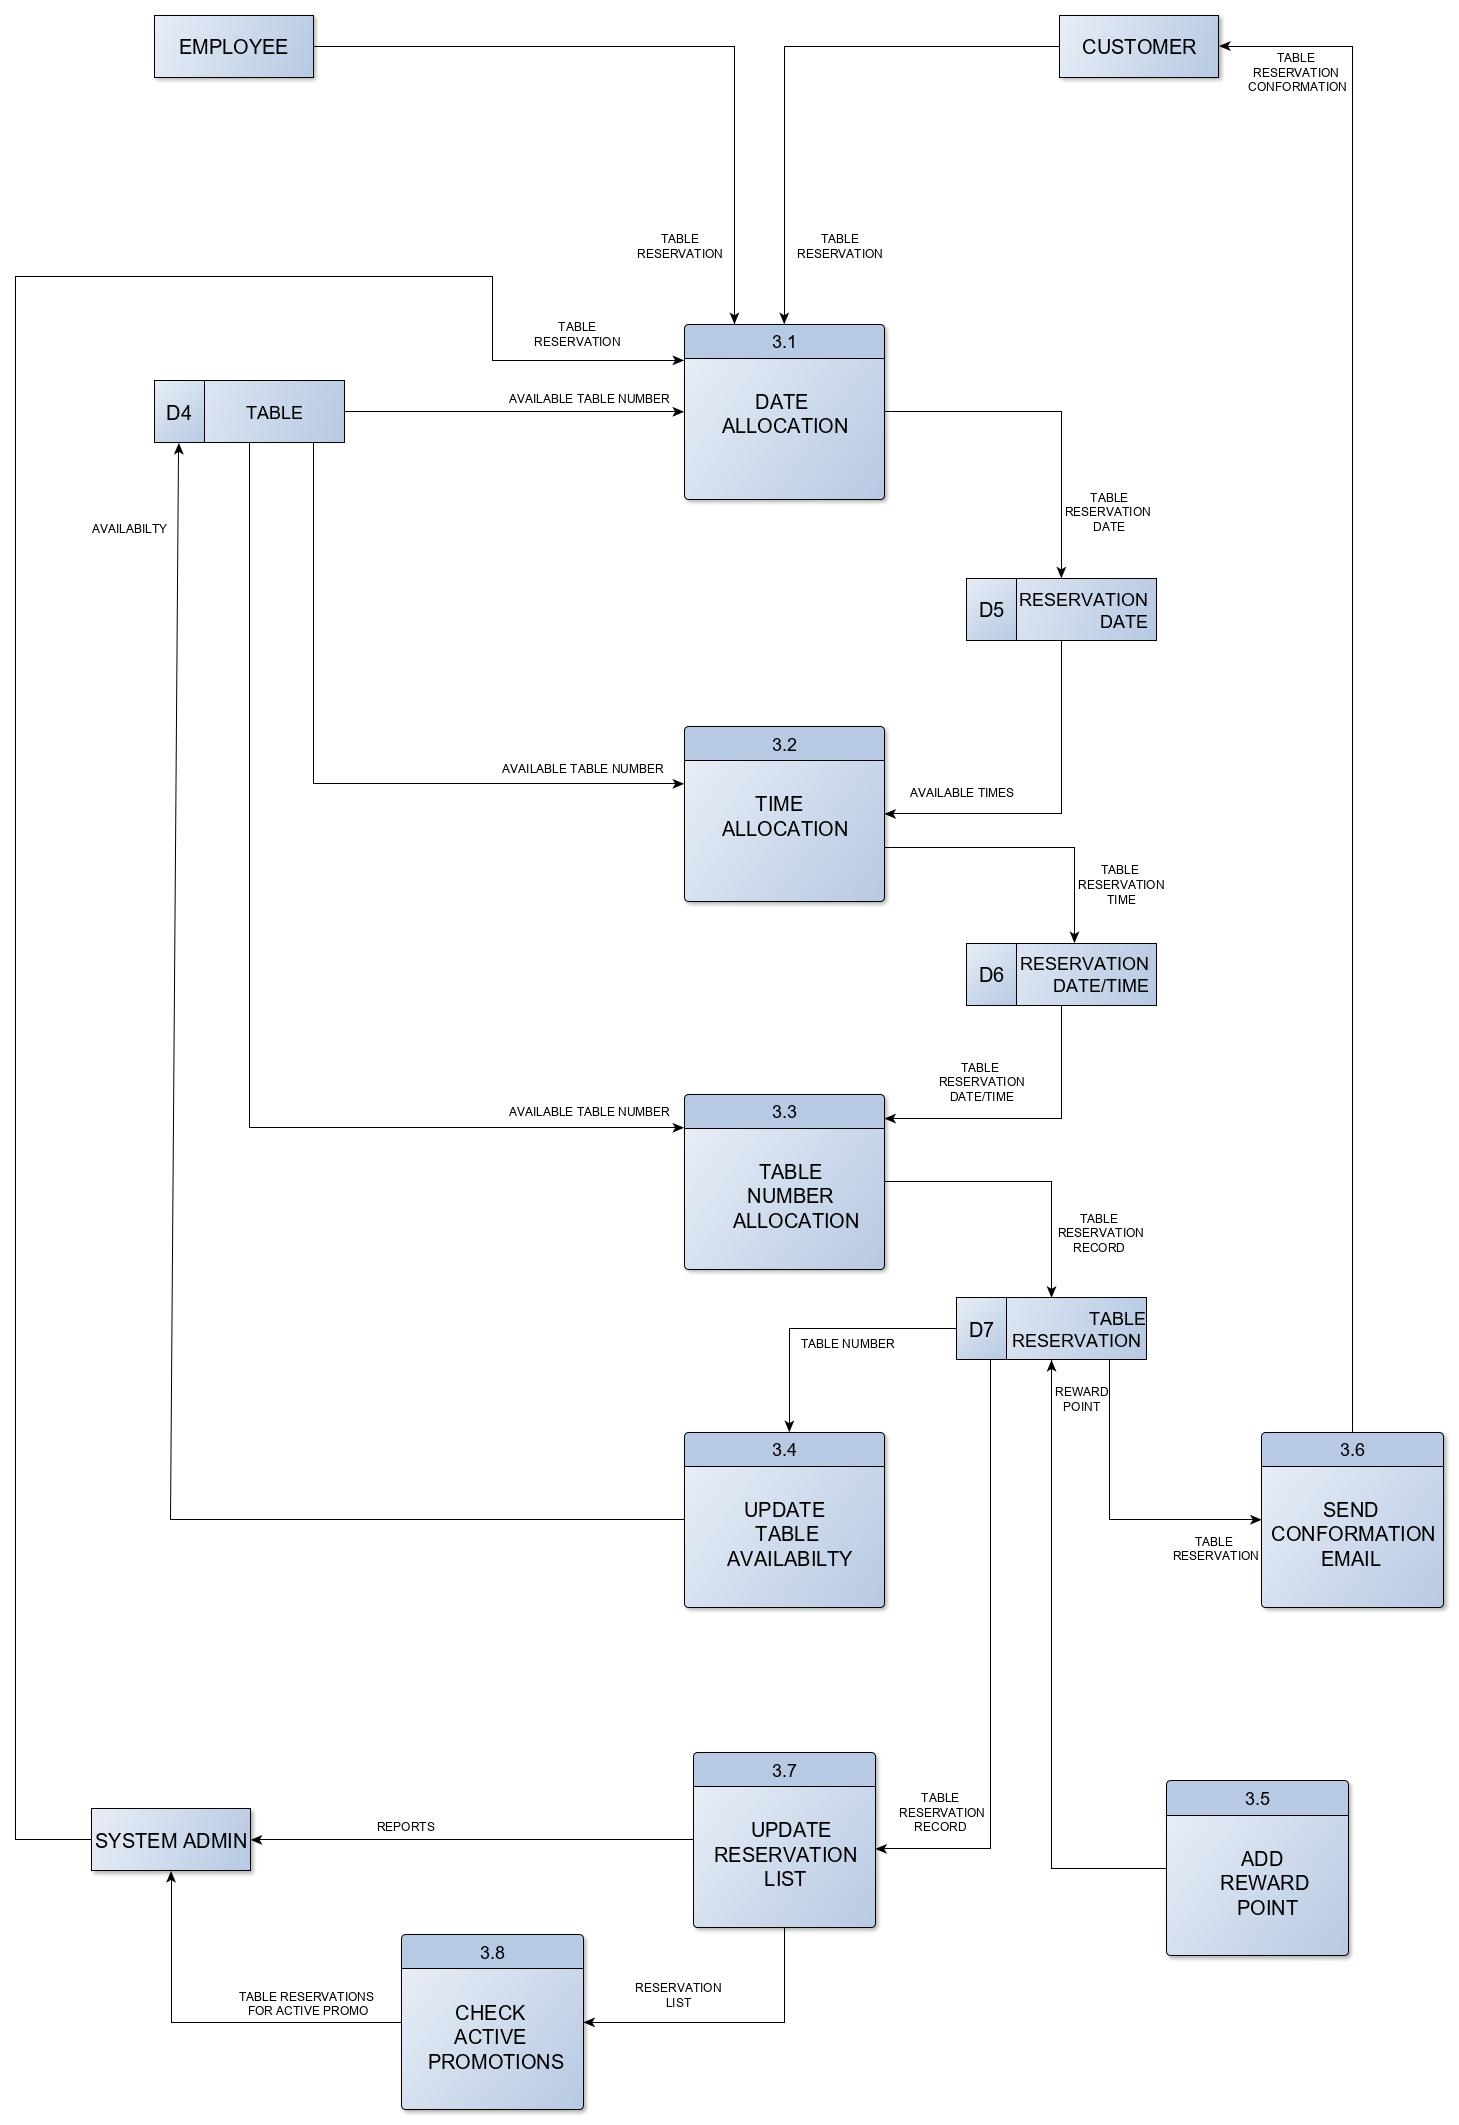 EMPLOYEE
CUSTOMER
TABLE
RESERVATION
CONFORMATION
TABLE
RESERVATION
TABLE
RESERVATION
TABLE
RESERVATION
3.1
DATE
ALLOCATION
D4
TABLE
AVAILABLE TABLE NUMBER
AVAILABILTY
TABLE
RESERVATION
DATE
D5
RESERVATION
DATE
3.2
TIME
ALLOCATION
AVAILABLE TABLE NUMBER
AVAILABLE TIMES
TABLE
RESERVATION
TIME
D6
RESERVATION
DATE/TIME
TABLE
RESERVATION
DATE/TIME
AVAILABLE TABLE NUMBER
3.3
TABLE
NUMBER
ALLOCATION
TABLE
RESERVATION
RECORD
D7
TABLE
RESERVATION
TABLE NUMBER
REWARD
POINT
3.4
UPDATE
TABLE
AVAILABILTY
3.6
SEND
CONFORMATION
EMAIL
TABLE
RESERVATION
3.7
UPDATE
RESERVATION
LIST
TABLE
RESERVATION
RECORD
3.5
ADD
REWARD
POINT
SYSTEM ADMIN
REPORTS
3.8
CHECK
ACTIVE
PROMOTIONS
RESERVATION
LIST
TABLE RESERVATIONS
FOR ACTIVE PROMO